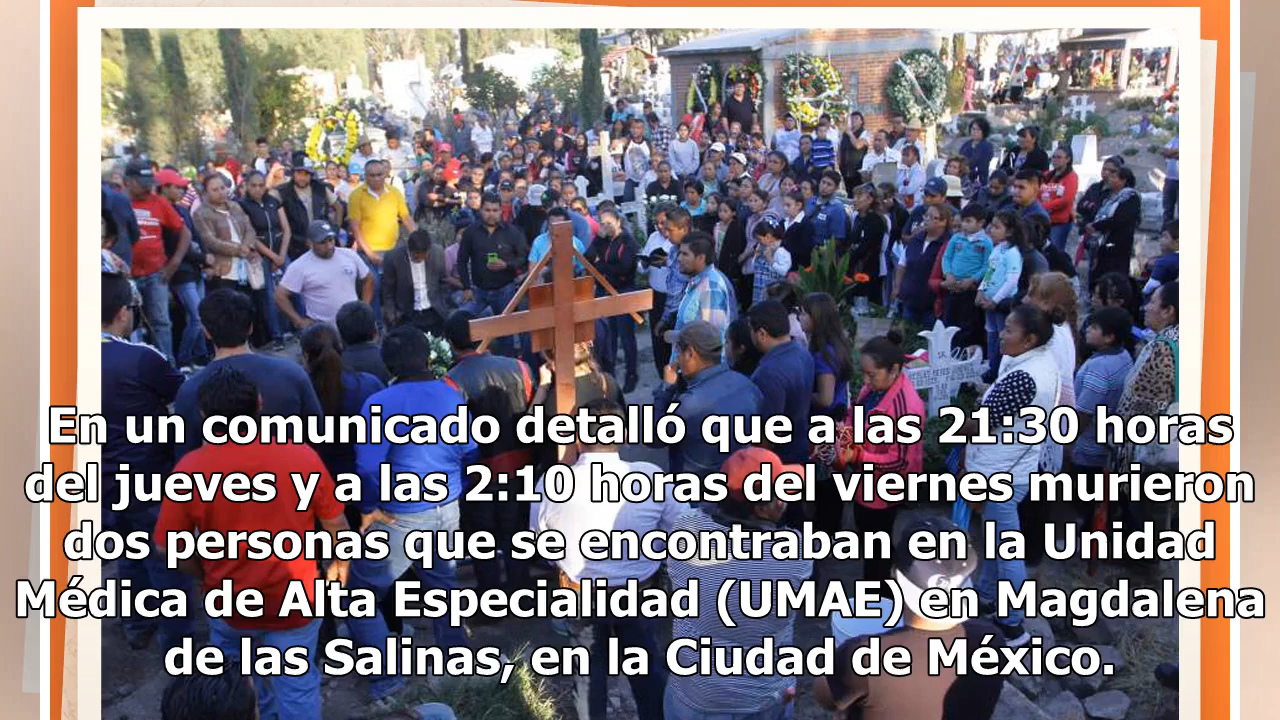 En un comunicado detalló que a las 21:30 horas
del jueves y a las 2:10 horas del viernes murieron
dos personas que se encontraban en la Unidad
Médica de Alta Especialidad (UMAE) en Magdalena
de las Salinas, en la Ciudad de México.